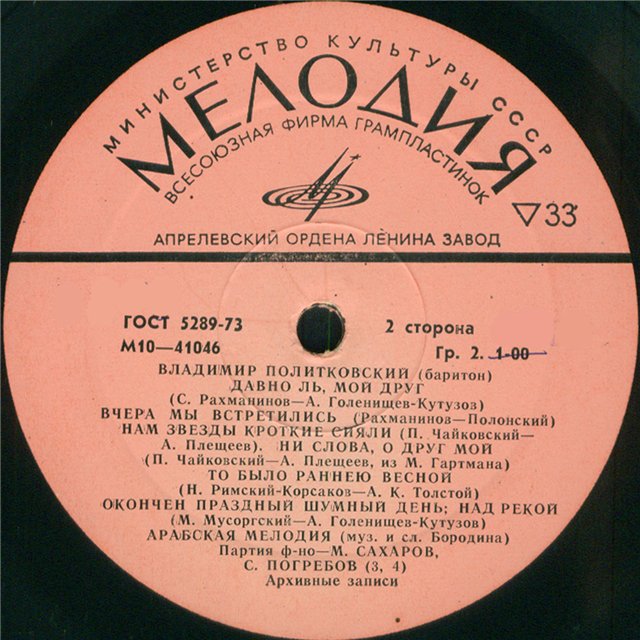 МИНИСТЕРСТВО КУЛЬТУРЫ СССР
МЕЛОДИЯ
ВСЕСОЮЗНАЯ ФИРМА ГРАМПЛАСТИНОК
▽33
АПРЕЛЕВСКИЙ ОРДЕНА ЛЕНИНА ЗАВОД
ГОСТ 5289-73
2 сторона
М10—41046
Гр. 2. 1-00
ВЛАДИМИР ПОЛИТКОВСКИЙ (баритон)
ДАВНО ЛЬ, МОЙ ДРУГ
(С. Рахманинов—А. Голенищев-Кутузов)
ВЧЕРА МЫ ВСТРЕТИЛИСЬ (Рахманинов—Полонский)
НАМ ЗВЕЗДЫ КРОТКИЕ СИЯЛИ (П. Чайковский—
А. Плещеев). НИ СЛОВА, О ДРУГ МОЙ
(П. Чайковский—А. Плещеев, из М. Гартмана)
ТО БЫЛО РАННЕЮ ВЕСНОЙ
(Н. Римский-Корсаков—А. К. Толстой)
ОКОНЧЕН ПРАЗДНЫЙ ШУМНЫЙ ДЕНЬ; НАД РЕКОЙ
(М. Мусоргский—А. Голенищев-Кутузов)
АРАБСКАЯ МЕЛОДИЯ (муз. и сл. Бородина)
Партия ф-но—М. САХАРОВ,
С. ПОГРЕБОВ (3, 4)
Архивные записи